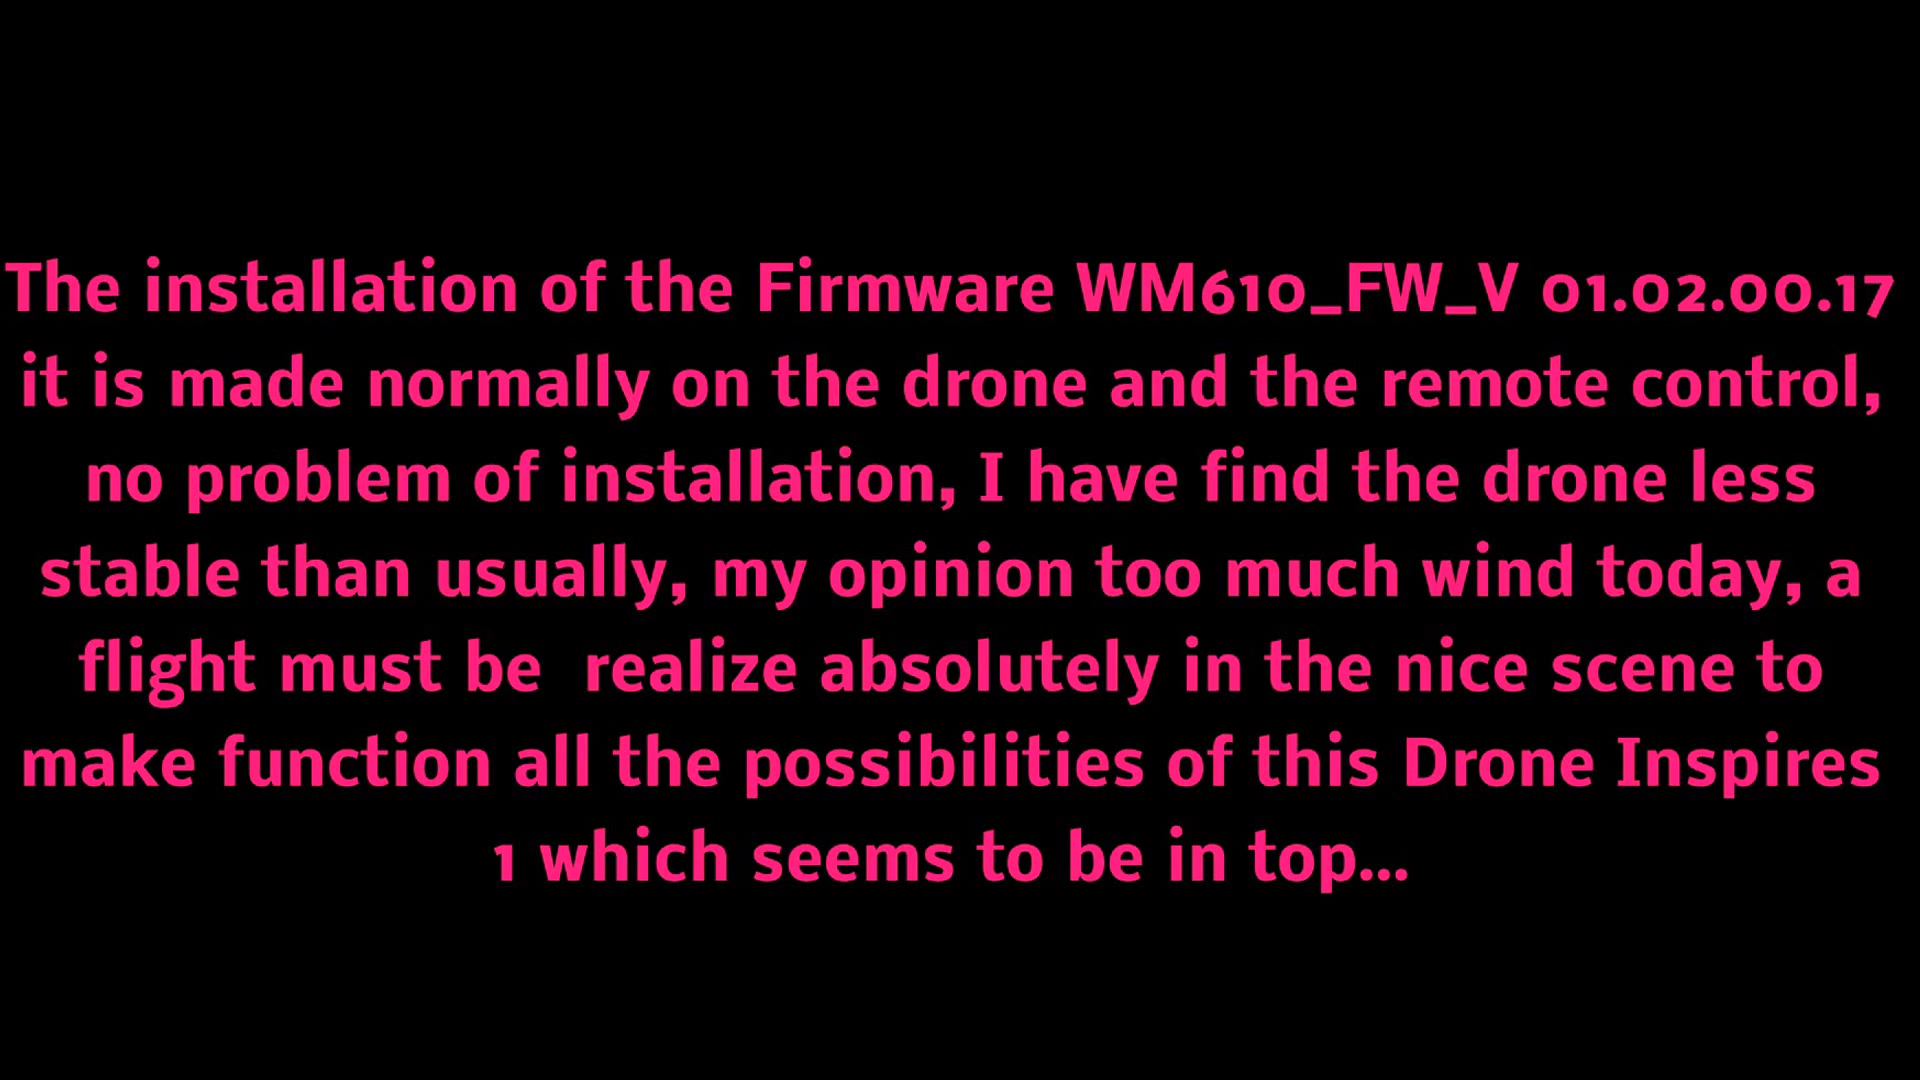 The installation of the Firmware WM610_FW_V 01.02.00.17
it is made normally on the drone and the remote control,
no problem of installation, I have find the drone less
stable than usually, my opinion too much wind today, a
flight must be  realize absolutely in the nice scene to
make function all the possibilities of this Drone Inspires
1 which seems to be in top...